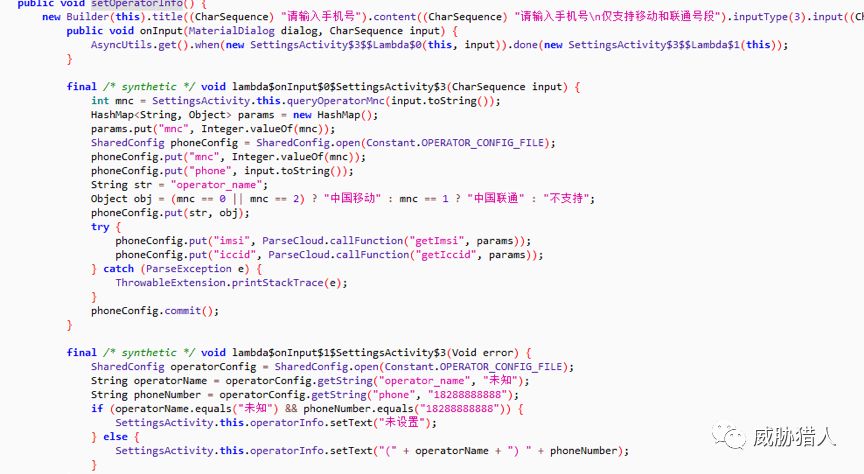 public void setOperatorInfo() {
new Builder(this).title((CharSequence) "请输入手机号").content((CharSequence) "请输入手机号\n仅支持移动和联通号段").inputType(3).input((Ch
public void onInput(MaterialDialog dialog, CharSequence input) {
AsyncUtils.get().when(new SettingsActivity$3$$Lambda$0(this, input)).done(new SettingsActivity$3$$Lambda$1(this));
}
final /* synthetic */ void lambda$onInput$0$SettingsActivity$3(CharSequence input) {
int mnc = SettingsActivity.this.queryOperatorMnc(input.toString());
HashMap<String, Object> params = new HashMap();
params.put("mnc", Integer.valueOf(mnc));
SharedConfig phoneConfig = SharedConfig.open(Constant.OPERATOR_CONFIG_FILE);
phoneConfig.put("mnc", Integer.valueOf(mnc));
phoneConfig.put("phone", input.toString());
String str = "operator_name";
Object obj = (mnc == 0 || mnc == 2) ? "中国移动" : mnc == 1 ? "中国联通" : "不支持";
phoneConfig.put(str, obj);
try {
phoneConfig.put("imsi", ParseCloud.callFunction("getImsi", params));
phoneConfig.put("iccid", ParseCloud.callFunction("getIccid", params));
} catch (ParseException e) {
ThrowableExtension.printStackTrace(e);
}
phoneConfig.commit();
}
final /* synthetic */ void lambda$onInput$1$SettingsActivity$3(Void error) {
SharedConfig operatorConfig = SharedConfig.open(Constant.OPERATOR_CONFIG_FILE);
String operatorName = operatorConfig.getString("operator_name", "未知");
String phoneNumber = operatorConfig.getString("phone", "18288888888");
if (operatorName.equals("未知") && phoneNumber.equals("18288888888")) {
SettingsActivity.this.operatorInfo.setText("未设置");
} else {
SettingsActivity.this.operatorInfo.setText("(" + operatorName + ") " + phoneNumber);
}
威胁猎人